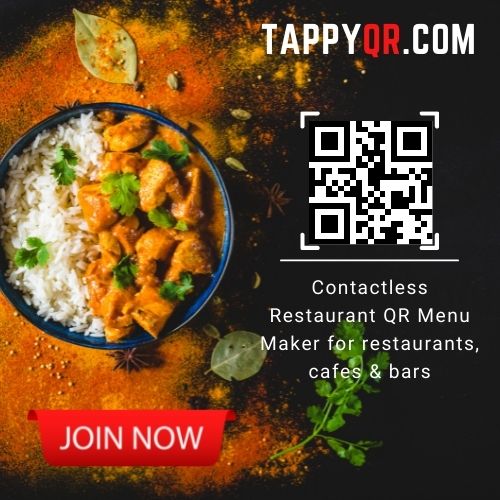 TAPPYQR.COM
Contactless
Restaurant QR Menu
Maker for restaurants,
cafes & bars
JOIN NOW